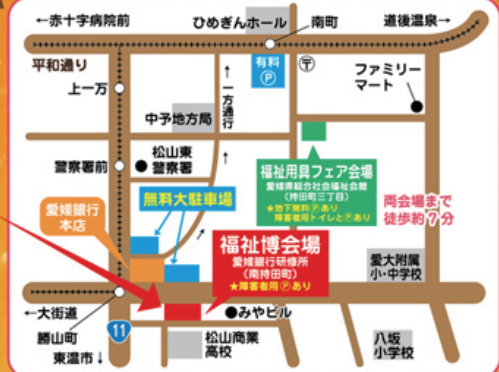 ←赤十字病院前
ひめぎんホール
南町
道後温泉→
平和通り
有料
Ⓟ
〒
ファミリー
マート
上一万
↑一方通行↑
中予地方局
松山東
警察署
警察署前
福祉用具フェア会場
愛媛県総合社会福祉会館
(持田町三丁目)
★地下無料Ⓟあり
障害者用トイレとⓅあり
両会場まで
徒歩約7分
無料大駐車場
愛媛銀行
本店
福祉博会場
愛媛銀行研修所
(南持田町)
★障害者用Ⓟあり
愛大附属
小・中学校
←大街道
勝山町
11
みやビル
東温市↓
松山商業
高校
八坂
小学校